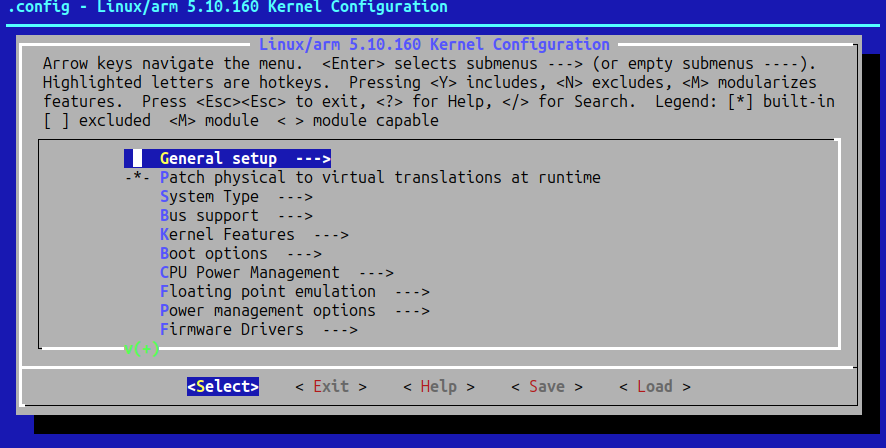 .config - Linux/arm 5.10.160 Kernel Configuration
Linux/arm 5.10.160 Kernel Configuration
Arrow keys navigate the menu.  <Enter> selects submenus ---> (or empty submenus ----).
Highlighted letters are hotkeys.  Pressing <Y> includes, <N> excludes, <M> modularizes
features.  Press <Esc><Esc> to exit, <?> for Help, </> for Search.  Legend: [*] built-in
[ ] excluded  <M> module  < > module capable
General setup  --->
-*- Patch physical to virtual translations at runtime
System Type  --->
Bus support  --->
Kernel Features  --->
Boot options  --->
CPU Power Management  --->
Floating point emulation  --->
Power management options  --->
Firmware Drivers  --->
v(+)
<Select>    < Exit >    < Help >    < Save >    < Load >